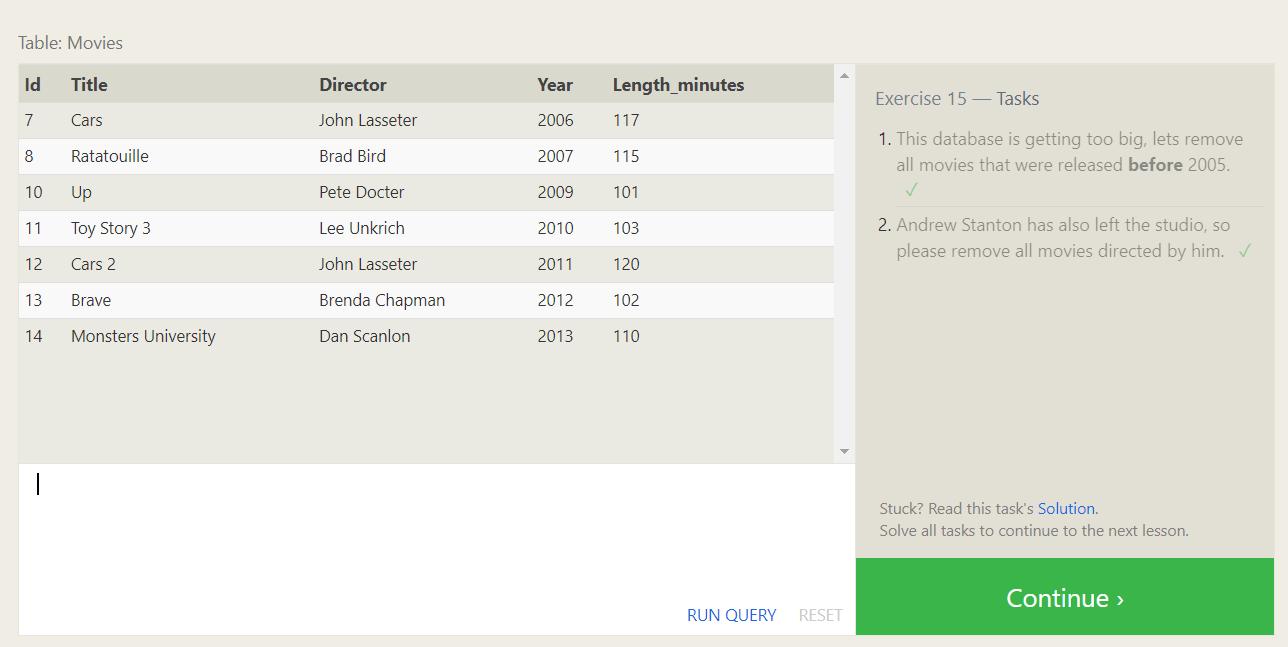 Table: Movies
Id Title Director Year Length_minutes
7 Cars John Lasseter 2006 117
8 Ratatouille Brad Bird 2007 115
10 Up Pete Docter 2009 101
11 Toy Story 3 Lee Unkrich 2010 103
12 Cars 2 John Lasseter 2011 120
13 Brave Brenda Chapman 2012 102
14 Monsters University Dan Scanlon 2013 110
RUN QUERY RESET
Exercise 15 — Tasks
1. This database is getting too big, lets remove
all movies that were released before 2005.
✓
2. Andrew Stanton has also left the studio, so
please remove all movies directed by him. ✓
Stuck? Read this task's Solution.
Solve all tasks to continue to the next lesson.
Continue ›